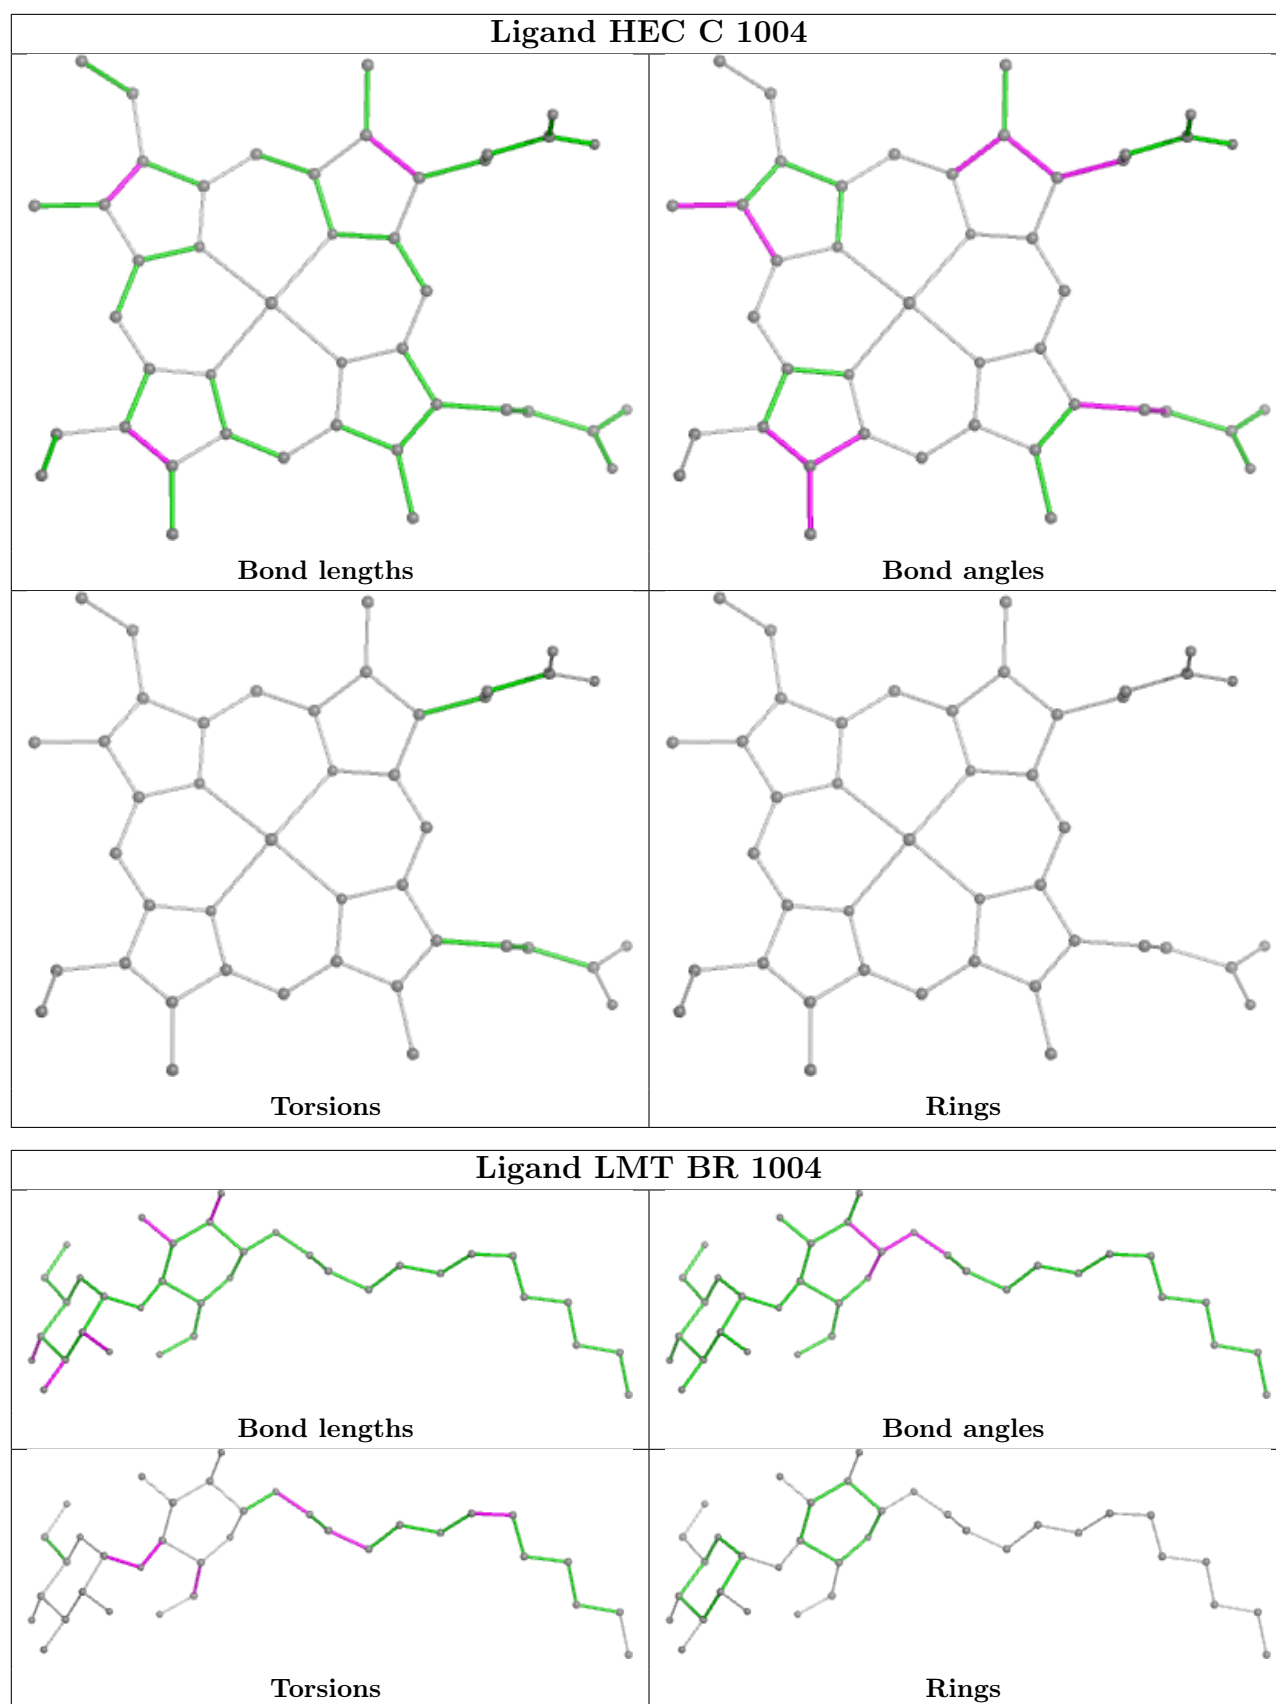 Ligand HEC C 1004
Bond lengths
Bond angles
Torsions
Rings
Ligand LMT BR 1004
Bond lengths
Bond angles
Torsions
Rings